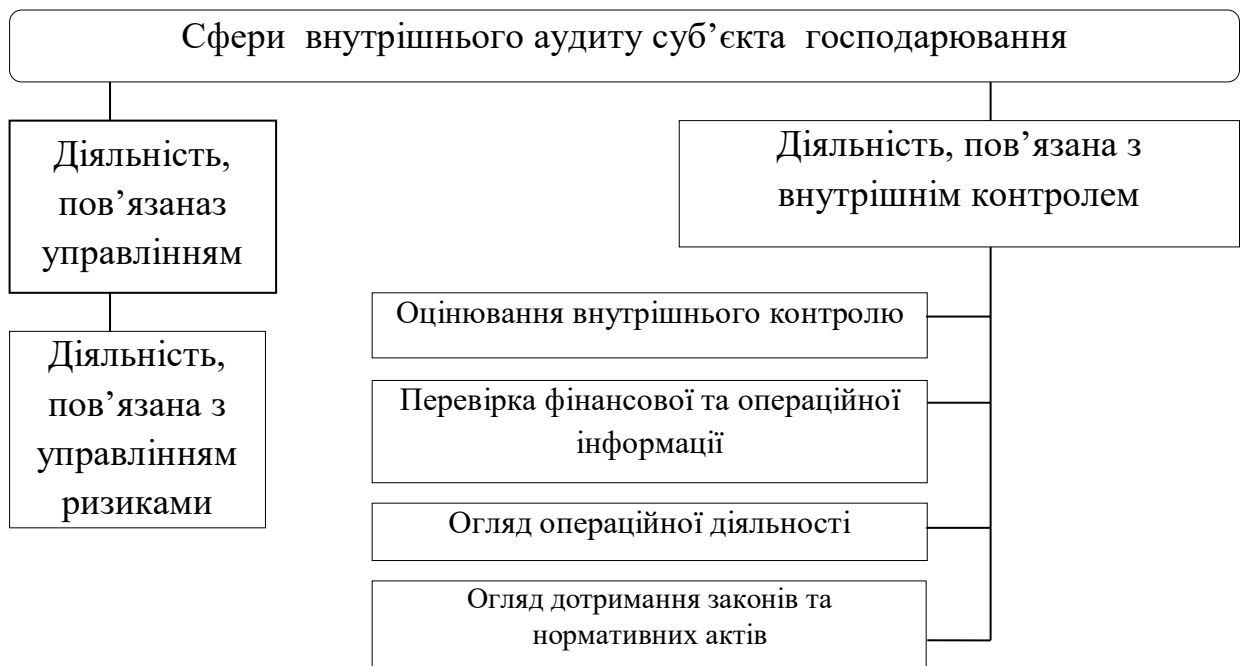 Сфери внутрішнього аудиту суб’єкта господарювання
Діяльність,
пов’язаназ
управлінням
Діяльність,
пов’язана з
управлінням
ризиками
Діяльність, пов’язана з
внутрішнім контролем
Оцінювання внутрішнього контролю
Перевірка фінансової та операційної
інформації
Огляд операційної діяльності
Огляд дотримання законів та
нормативних актів